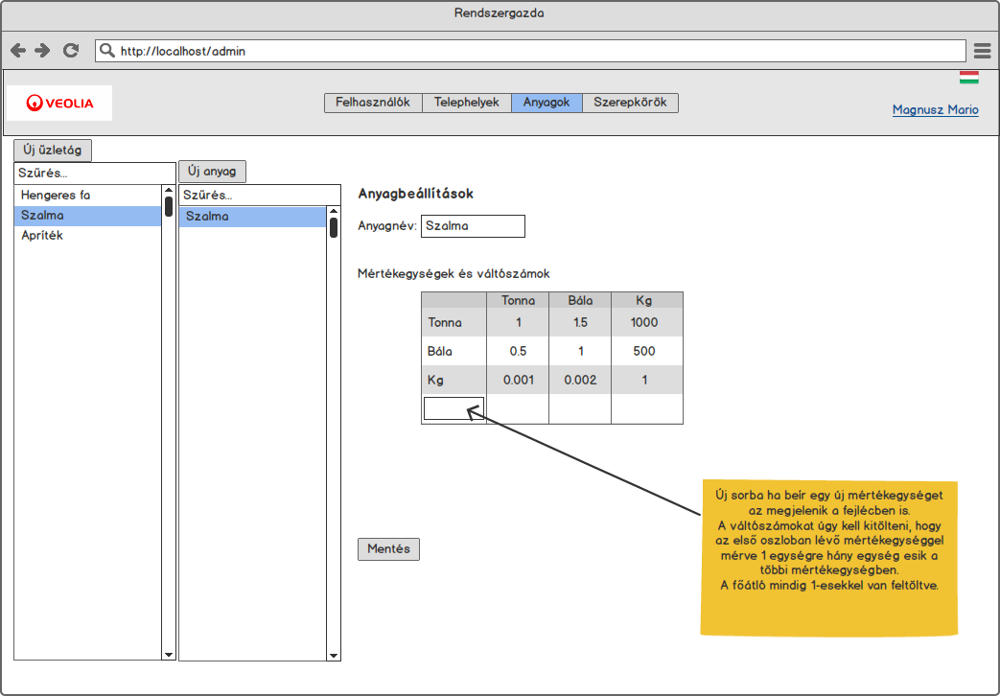 Rendszergazda
http://localhost/admin
VEOLIA
Felhasználók Telephelyek Anyagok Szerepkörök
Magnusz Mario
Új üzletág
Szűrés...
Hengeres fa
Szalma
Apríték
Új anyag
Szűrés...
Szalma
Anyagbeállítások
Anyagnév: Szalma
Mértékegységek és váltószámok
Tonna Bála Kg
Tonna 1 1.5 1000
Bála 0.5 1 500
Kg 0.001 0.002 1
Mentés
Új sorba ha beír egy új mértékegységet
az megjelenik a fejlécben is.
A váltószámokat úgy kell kitölteni, hogy
az első oszloban lévő mértékegységgel
mérve 1 egységre hány egység esik a
többi mértékegységben.
A főátló mindig 1-esekkel van feltöltve.